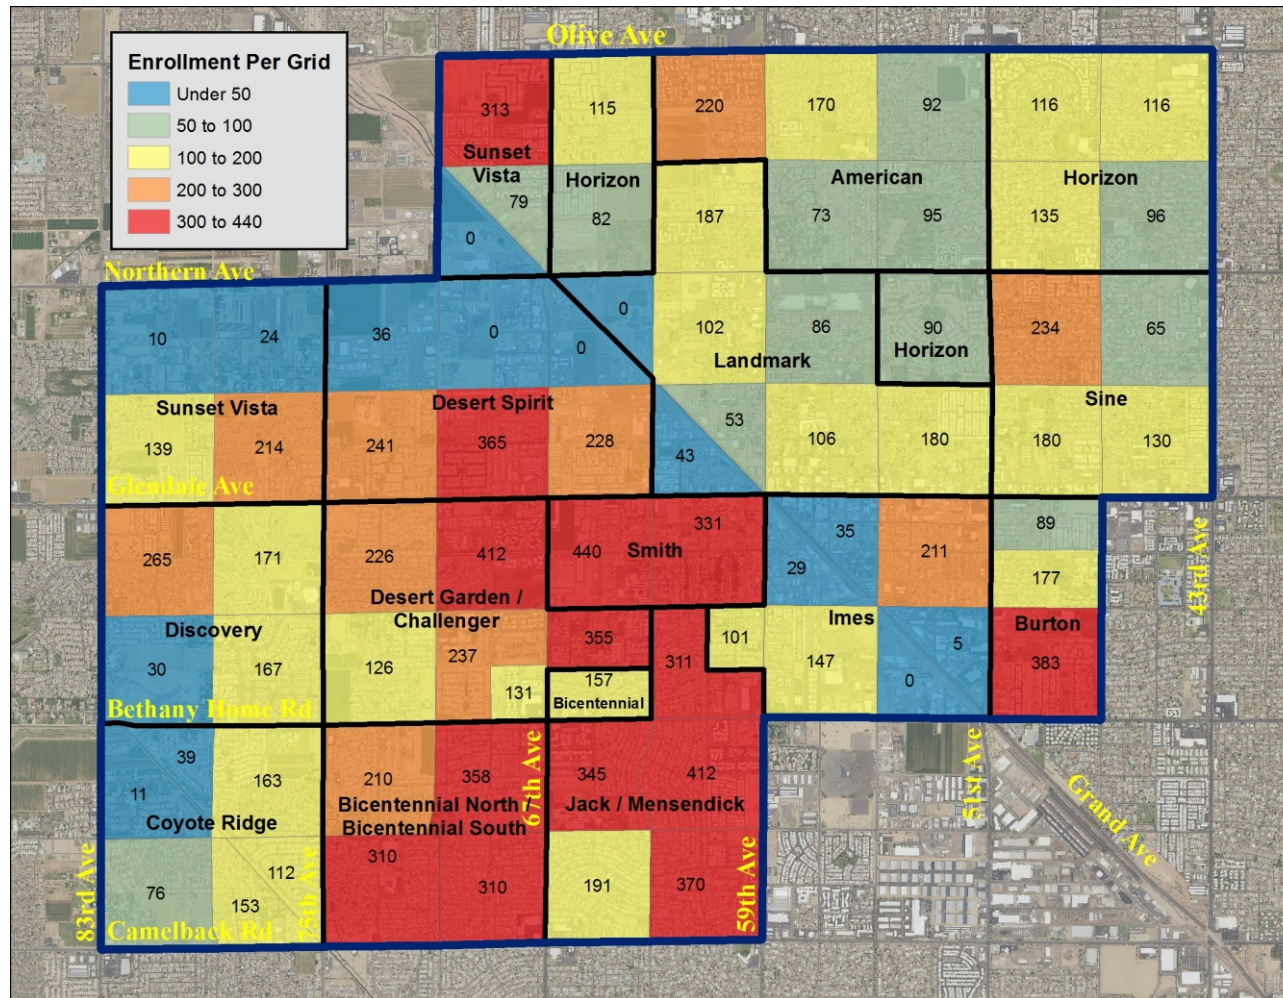 Olive Ave
Enrollment Per Grid
Under 50
50 to 100
100 to 200
200 to 300
300 to 440
313
115
220
170
92
116
116
Sunset
Vista
Horizon
American
Horizon
79
82
187
73
95
135
96
0
Northern Ave
10
24
36
0
0
0
102
86
90
234
65
Horizon
Landmark
Sunset Vista
Desert Spirit
Sine
139
214
241
365
228
43
53
106
180
180
130
Glendale Ave
265
171
226
412
440
331
Smith
35
29
211
89
177
43rd Ave
Desert Garden /
Challenger
Discovery
Imes
Burton
30
167
126
237
131
355
157
Bicentennial
311
101
147
5
0
383
Bethany Home Rd
39
11
163
210
358
345
412
67th Ave
51st Ave
Grand Ave
Coyote Ridge
Bicentennial North /
Bicentennial South
Jack / Mensendick
83rd Ave
76
112
153
75th Ave
310
310
191
370
59th Ave
Camelback Rd